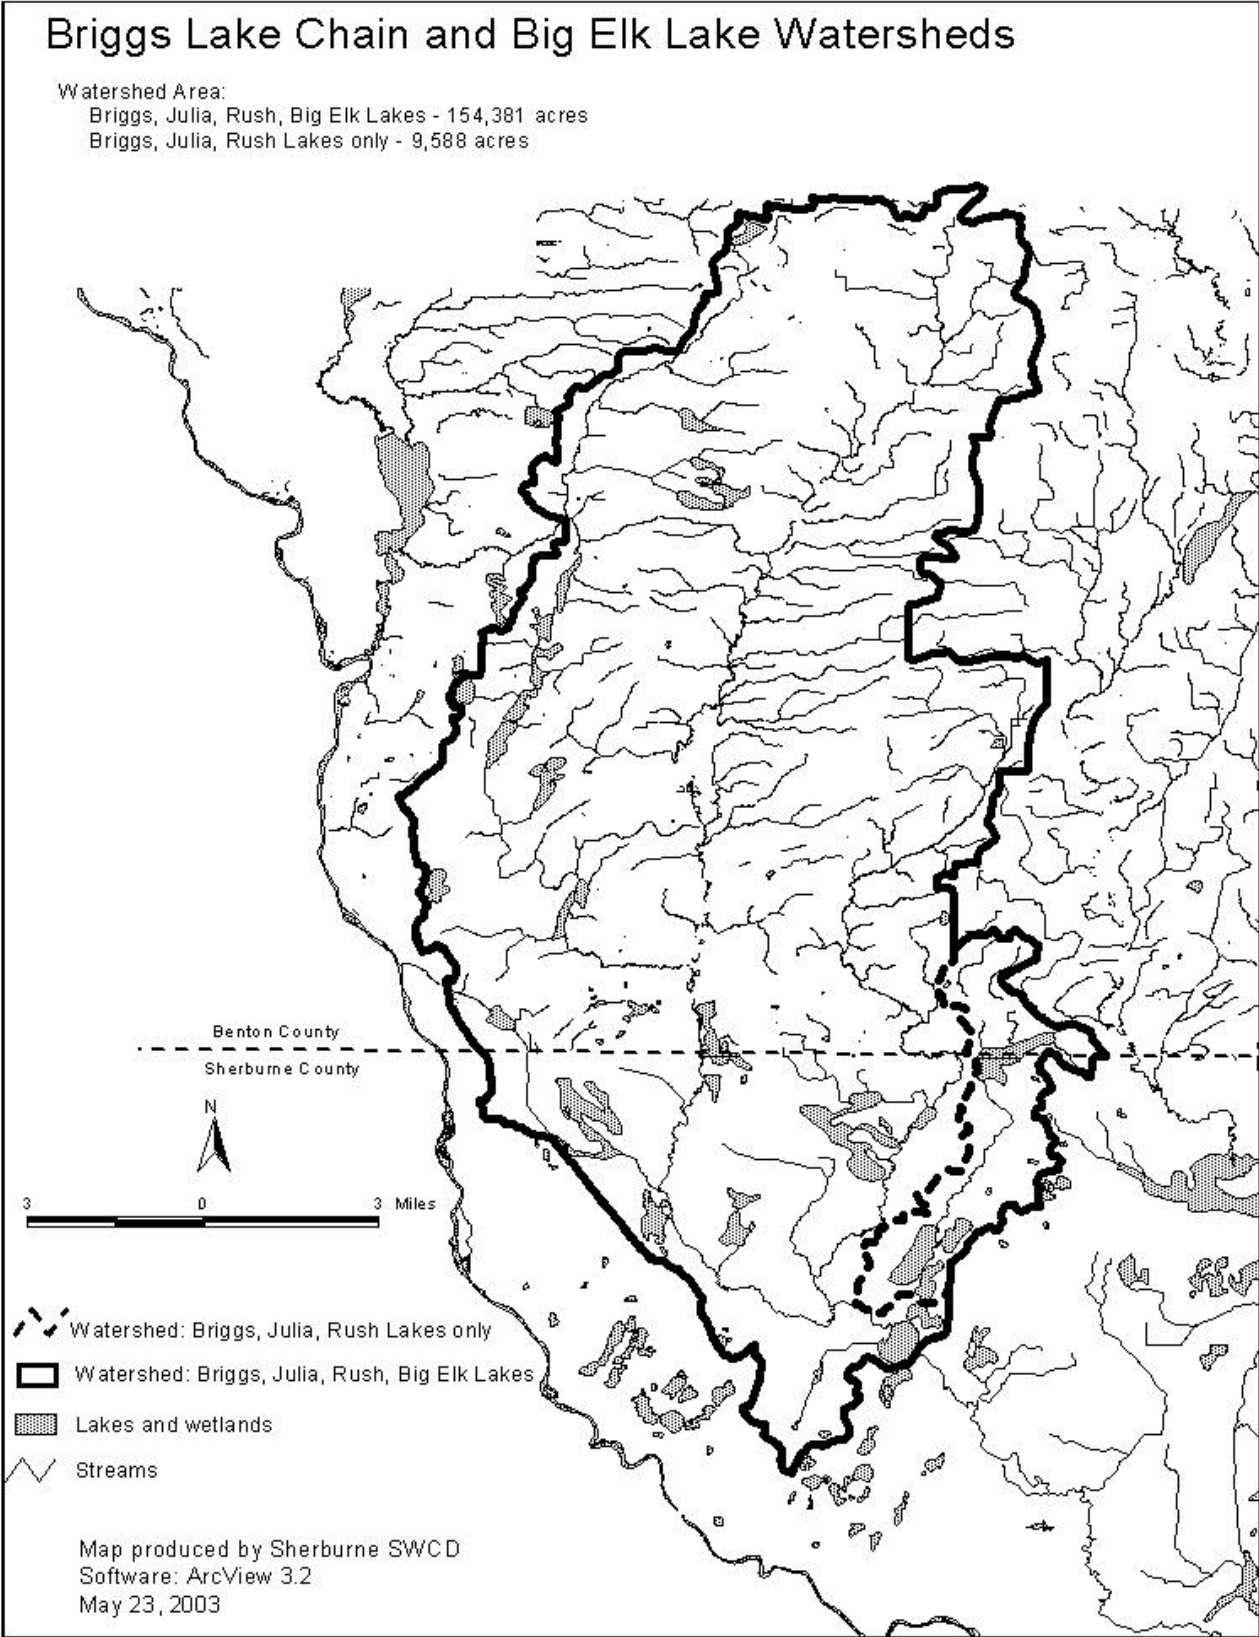 Briggs Lake Chain and Big Elk Lake Watersheds
Watershed Area:
Briggs, Julia, Rush, Big Elk Lakes - 154,381 acres
Briggs, Julia, Rush Lakes only - 9,588 acres
Benton County
Sherburne County
N
3 0 3 Miles
Watershed: Briggs, Julia, Rush Lakes only
Watershed: Briggs, Julia, Rush, Big Elk Lakes
Lakes and wetlands
Streams
Map produced by Sherburne SWCD
Software: ArcView 3.2
May 23, 2003